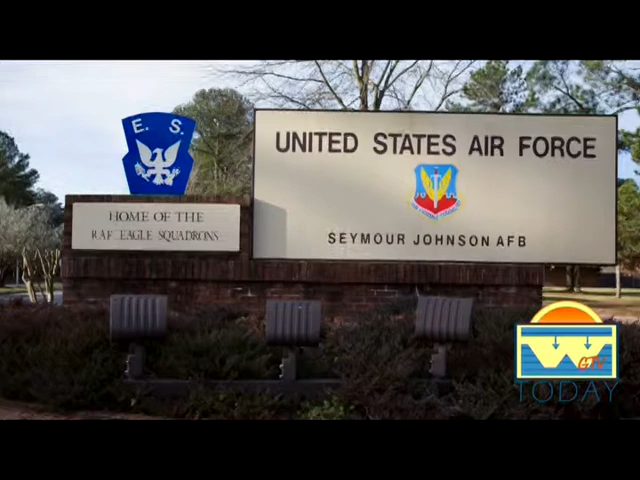 E. S.
UNITED STATES AIR FORCE
HOME OF THE
RAF EAGLE SQUADRONS
SEYMOUR JOHNSON AFB
W
GTV
TODAY